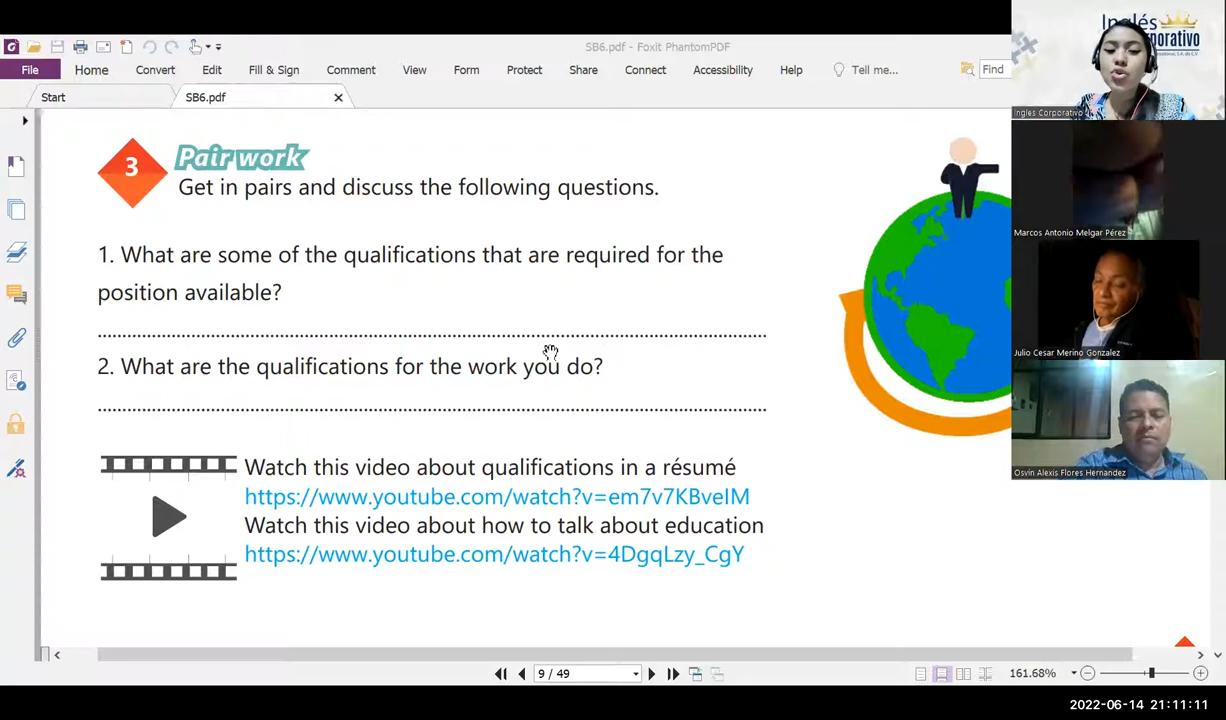 SB6.pdf - Foxit PhantomPDF
File Home Convert Edit Fill & Sign Comment View Form Protect Share Connect Accessibility Help Tell me... Find
Start SB6.pdf
Inglés
Corporativo
Ingles Corporativo
3
Pair work
Get in pairs and discuss the following questions.
1. What are some of the qualifications that are required for the
position available?
2. What are the qualifications for the work you do?
Watch this video about qualifications in a résumé
https://www.youtube.com/watch?v=em7v7KBveIM
Watch this video about how to talk about education
https://www.youtube.com/watch?v=4DgqLzy_CgY
Marcos Antonio Melgar Pérez
Julio Cesar Merino Gonzalez
Osvin Alexis Flores Hernandez
9 / 49
161.68%
2022-06-14 21:11:11